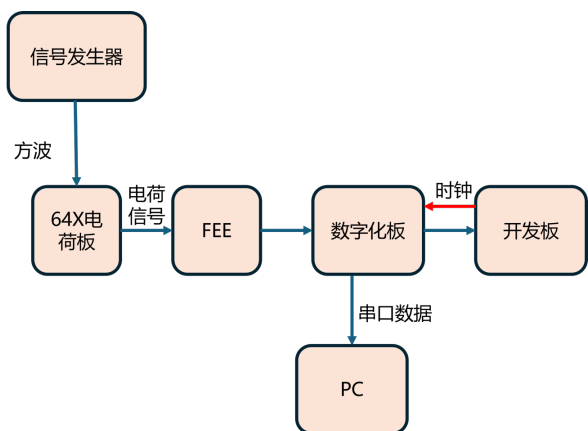 信号发生器
方波
电荷
信号
时钟
64X电
荷板
FEE
数字化板
开发板
串口数据
PC